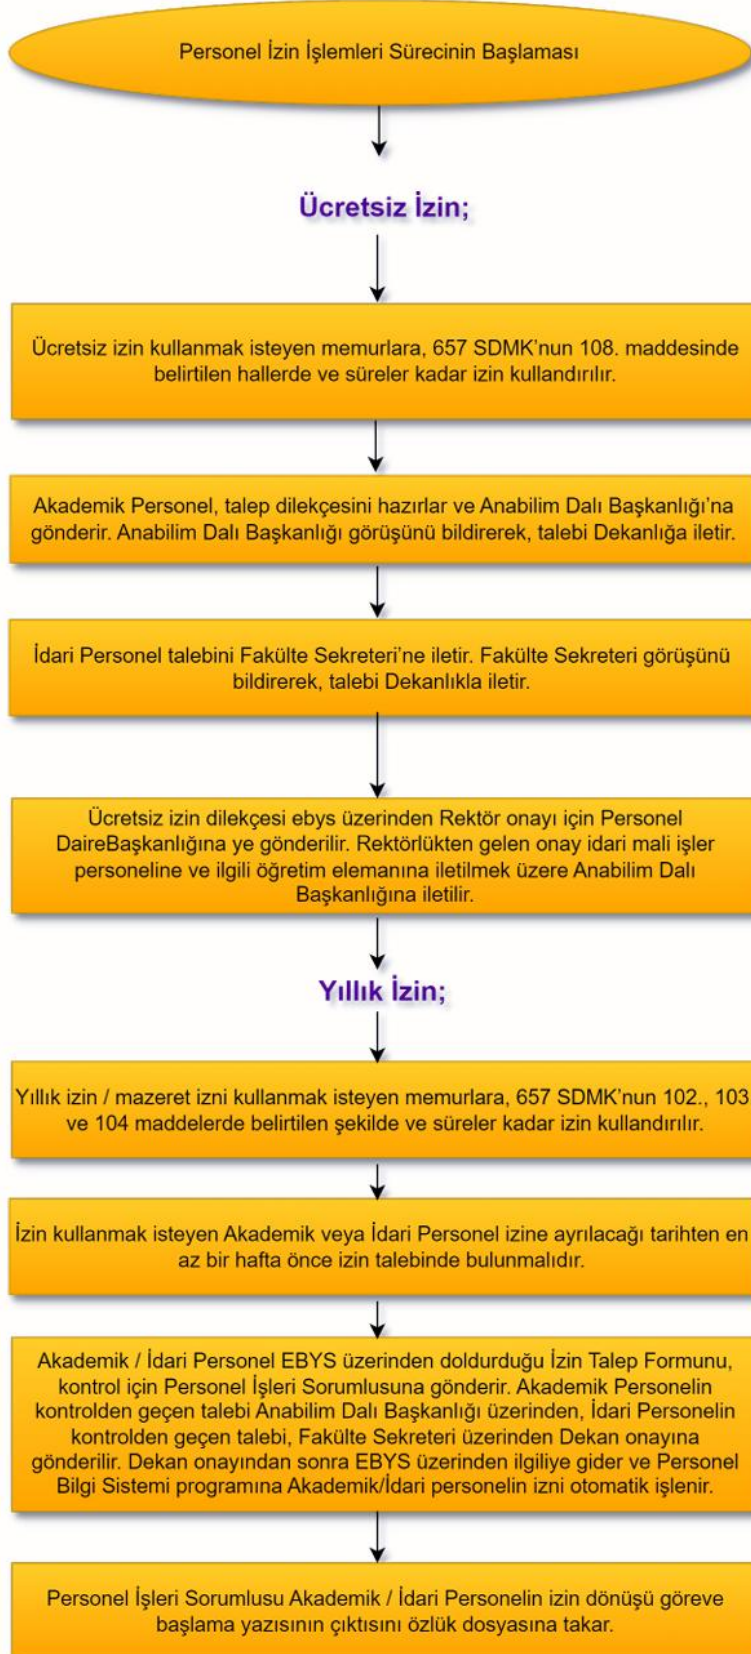 Personel İzin İşlemleri Sürecinin Başlaması
Ücretsiz İzin;
Ücretsiz izin kullanmak isteyen memurlara, 657 SDMK’nun 108. maddesinde
belirtilen hallerde ve süreler kadar izin kullandırılır.
Akademik Personel, talep dilekçesini hazırlar ve Anabilim Dalı Başkanlığı’na
gönderir. Anabilim Dalı Başkanlığı görüşünü bildirerek, talebi Dekanlığa iletir.
İdari Personel talebini Fakülte Sekreteri’ne iletir. Fakülte Sekreteri görüşünü
bildirerek, talebi Dekanlıkla iletir.
Ücretsiz izin dilekçesi ebys üzerinden Rektör onayı için Personel
DaireBaşkanlığına ye gönderilir. Rektörlükten gelen onay idari mali işler
personeline ve ilgili öğretim elemanına iletilmek üzere Anabilim Dalı
Başkanlığına iletilir.
Yıllık İzin;
Yıllık izin / mazeret izni kullanmak isteyen memurlara, 657 SDMK’nun 102., 103
ve 104 maddelerde belirtilen şekilde ve süreler kadar izin kullandırılır.
İzin kullanmak isteyen Akademik veya İdari Personel izine ayrılacağı tarihten en
az bir hafta önce izin talebinde bulunmalıdır.
Akademik / İdari Personel EBYS üzerinden doldurduğu İzin Talep Formunu,
kontrol için Personel İşleri Sorumlusuna gönderir. Akademik Personelin
kontrolden geçen talebi Anabilim Dalı Başkanlığı üzerinden, İdari Personelin
kontrolden geçen talebi, Fakülte Sekreteri üzerinden Dekan onayına
gönderilir. Dekan onayından sonra EBYS üzerinden ilgiliye gider ve Personel
Bilgi Sistemi programına Akademik/İdari personelin izni otomatik işlenir.
Personel İşleri Sorumlusu Akademik / İdari Personelin izin dönüşü göreve
başlama yazısının çıktısını özlük dosyasına takar.